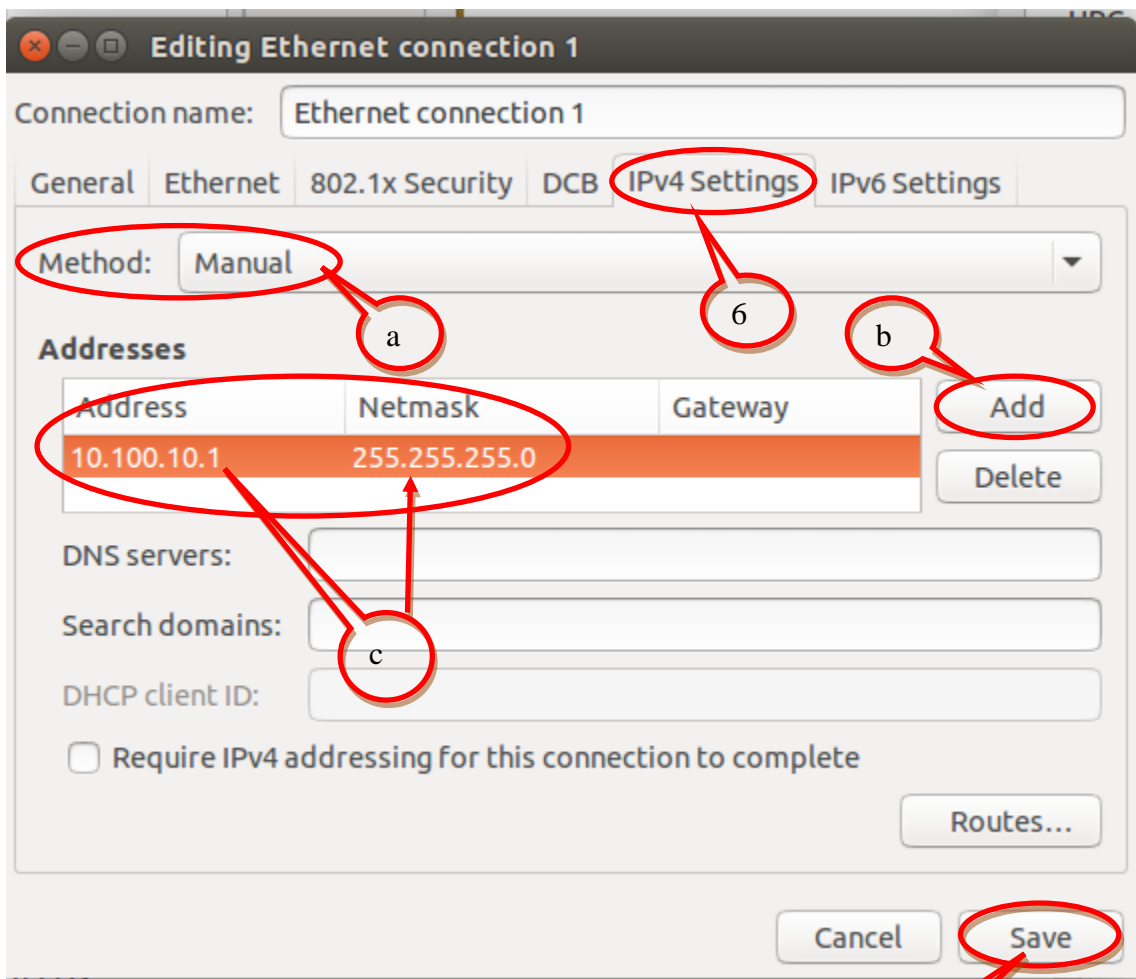 Editing Ethernet connection 1
Connection name: Ethernet connection 1
General Ethernet 802.1x Security DCB IPv4 Settings IPv6 Settings
Method: Manual
6
a
b
Addresses
Address Netmask Gateway Add
10.100.10.1 255.255.255.0
Delete
DNS servers:
Search domains:
c
DHCP client ID:
Require IPv4 addressing for this connection to complete
Routes...
Cancel Save